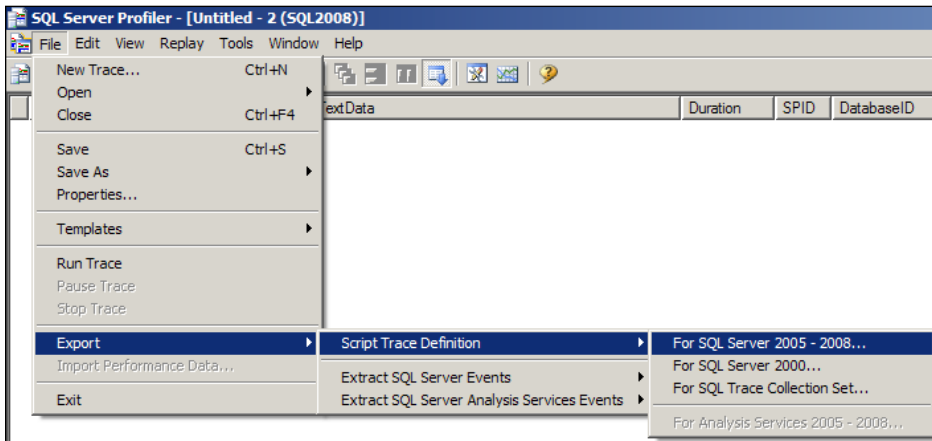 SQL Server Profiler - [Untitled - 2 (SQL2008)]
File Edit View Replay Tools Window Help
New Trace... Ctrl+N
Open
Close Ctrl+F4
TextData Duration SPID DatabaseID
Save Ctrl+S
Save As
Properties...
Templates
Run Trace
Pause Trace
Stop Trace
Export
Import Performance Data...
Exit
Script Trace Definition
Extract SQL Server Events
Extract SQL Server Analysis Services Events
For SQL Server 2005 - 2008...
For SQL Server 2000...
For SQL Trace Collection Set...
For Analysis Services 2005 - 2008...